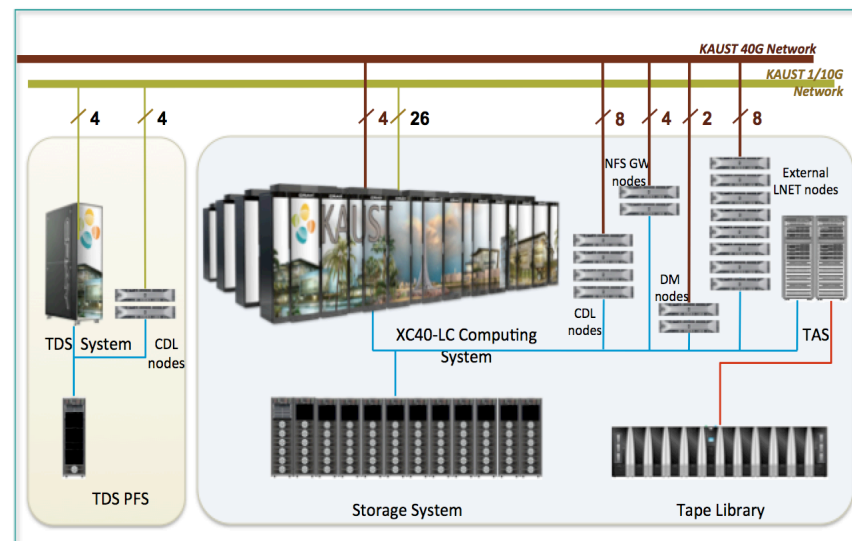 KAUST 40G Network
KAUST 1/10G
Network
4
4
4
26
8
4
2
8
NFS GW
nodes
External
LNET nodes
KAUST
DM
nodes
TDS System
CDL
nodes
XC40-LC Computing
System
CDL
nodes
TAS
TDS PFS
Storage System
Tape Library